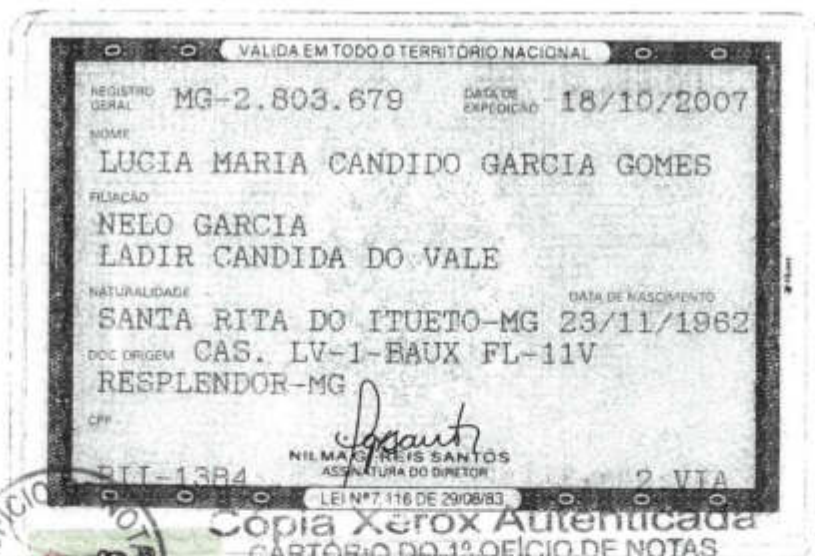 VALIDA EM TODO O TERRITÓRIO NACIONAL
REGISTRO GERAL MG-2.803.679 DATA DE EXPEDIÇÃO 18/10/2007
NOME
LUCIA MARIA CANDIDO GARCIA GOMES
FILIAÇÃO
NELO GARCIA
LADIR CANDIDA DO VALE
NATURALIDADE DATA DE NASCIMENTO
SANTA RITA DO ITUETO-MG 23/11/1962
DOC ORIGEM CAS. LV-1-BAUX FL-11V
RESPLENDOR-MG
CPF
NILMA G. REIS SANTOS
ASSINATURA DO DIRETOR
PII-1384 2 VIA
LEI Nº 7.116 DE 29/08/83
Cópia Xerox Autenticada
CARTÓRIO DO 1º OFÍCIO DE NOTAS